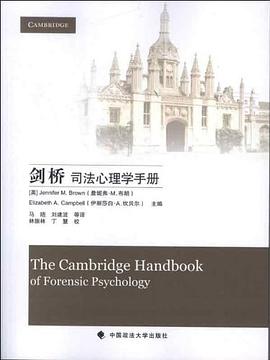 CAMBRIDGE
剑桥 司法心理学手册
[英] Jennifer M. Brown（詹妮弗·M.布朗）
Elizabeth A. Campbell（伊丽莎白·A.坎贝尔） 主编
马 皑 刘建波 等译
林振林 丁 慧 校
The Cambridge Handbook
of Forensic Psychology
中国政法大学出版社